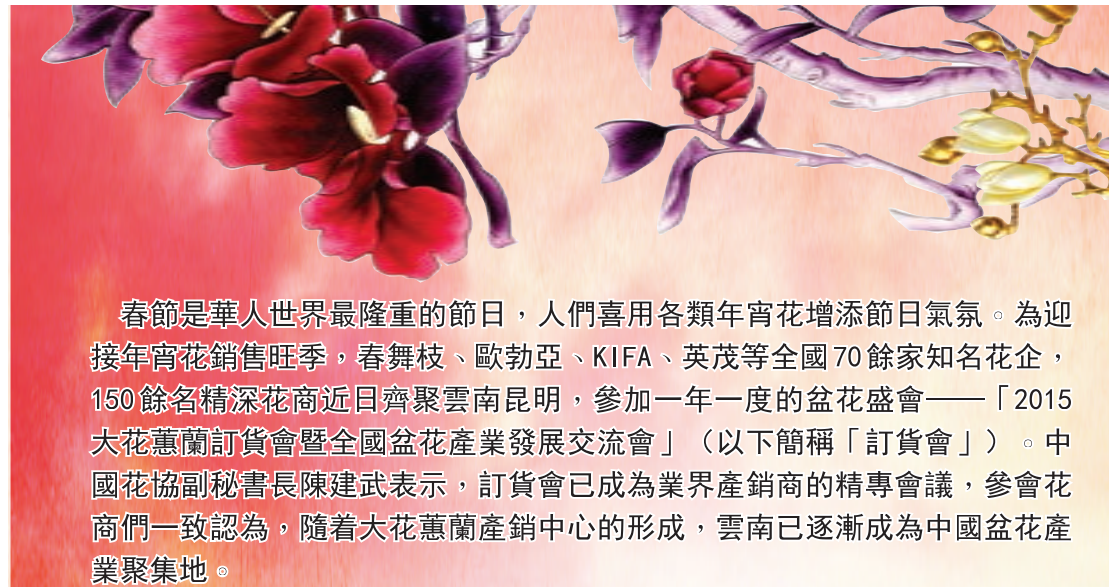 春節是華人世界最隆重的節日，人們喜用各類年宵花增添節日氣氛。為迎
接年宵花銷售旺季，春舞枝、歐勃亞、KIFA、英茂等全國70餘家知名花企，
150餘名精深花商近日齊聚雲南昆明，參加一年一度的盆花盛會——「2015
大花蕙蘭訂貨會暨全國盆花產業發展交流會」（以下簡稱「訂貨會」）。中
國花協副秘書長陳建武表示，訂貨會已成為業界產銷商的精專會議，參會花
商們一致認為，隨着大花蕙蘭產銷中心的形成，雲南已逐漸成為中國盆花產
業聚集地。